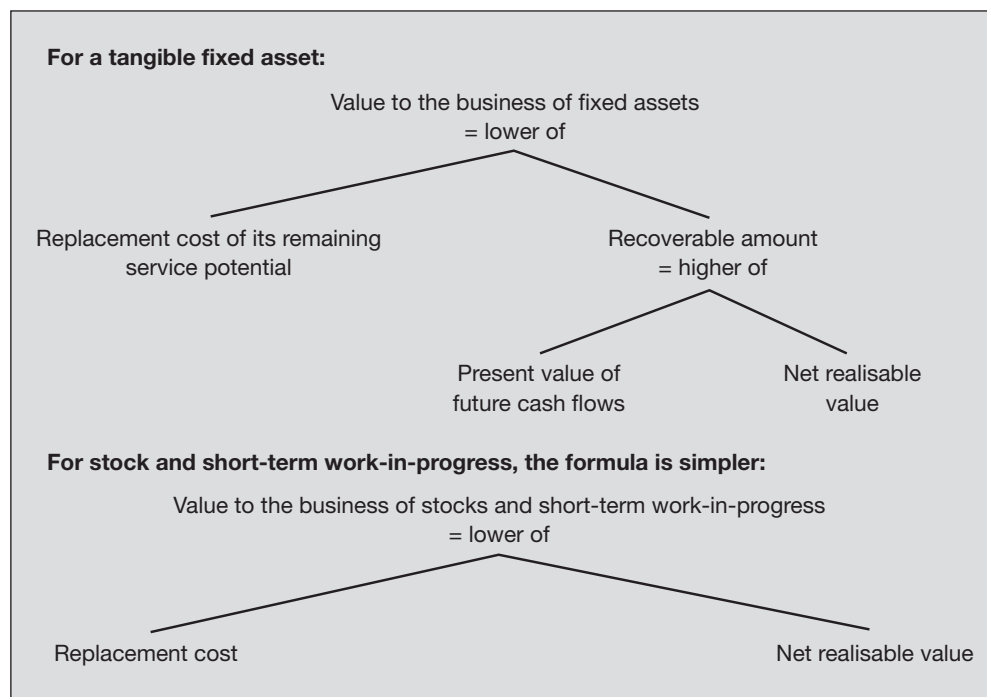 For a tangible fixed asset:
Value to the business of fixed assets
= lower of
Replacement cost of its remaining
service potential
Recoverable amount
= higher of
Present value of
future cash flows
Net realisable
value
For stock and short-term work-in-progress, the formula is simpler:
Value to the business of stocks and short-term work-in-progress
= lower of
Replacement cost
Net realisable value